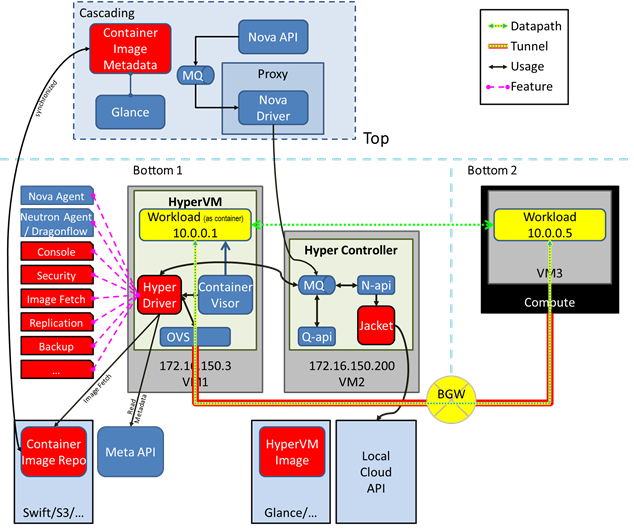 Cascading
Container
Image
Metadata
Nova API
MQ
Proxy
Glance
Nova
Driver
Top
Datapath
Tunnel
Usage
Feature
synchronized
Bottom 1
Bottom 2
Nova Agent
Neutron Agent
/ Dragonflow
Console
Security
Image Fetch
Replication
Backup
...
HyperVM
Workload (as container)
10.0.0.1
Hyper
Driver
Container
Visor
OVS
172.16.150.3
VM1
Hyper Controller
MQ
N-api
Q-api
Jacket
172.16.150.200
VM2
Workload
10.0.0.5
VM3
Compute
BGW
Image Fetch
Read
Metadata
Container
Image Repo
Swift/S3/...
Meta API
HyperVM
Image
Glance/...
Local
Cloud
API